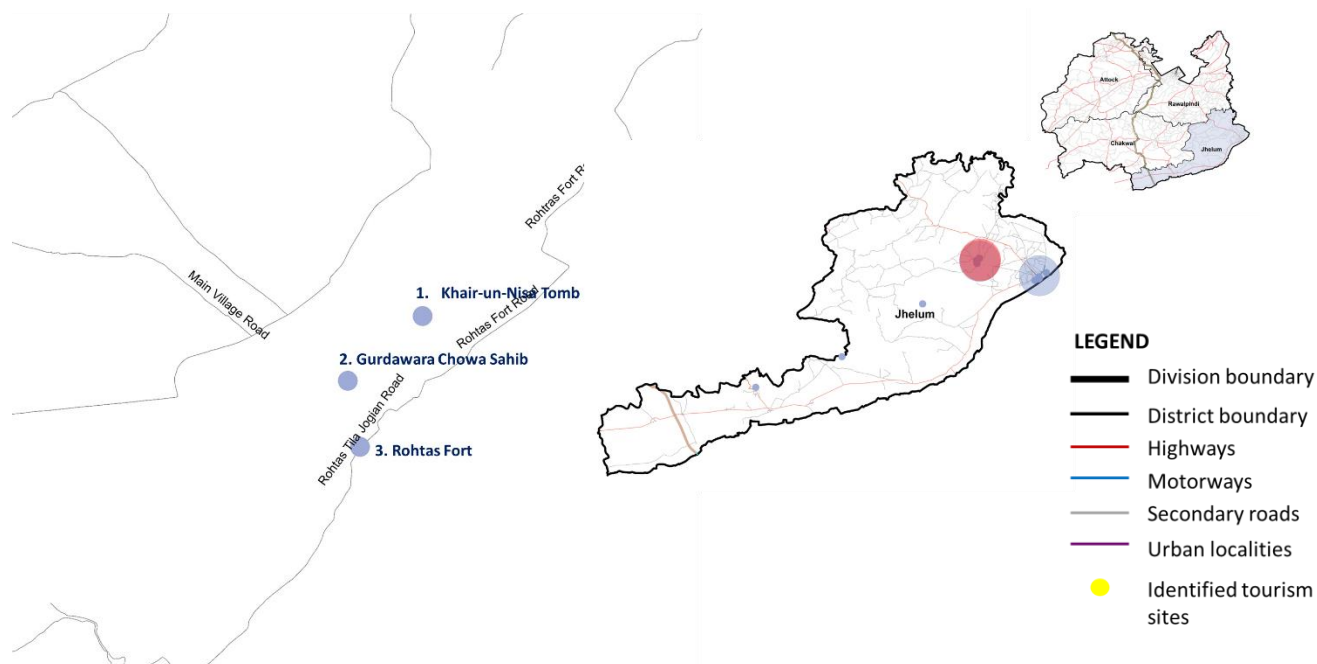 Rohtras Fort R
1. Khair-un-Nisa Tomb
Rohtas Fort Road
Main Village Road
2. Gurdawara Chowa Sahib
Rohtas Tila Jogian Road
3. Rohtas Fort
Attock
Rawalpindi
Chakwal
Jhelum
Jhelum
LEGEND
Division boundary
District boundary
Highways
Motorways
Secondary roads
Urban localities
Identified tourism
sites